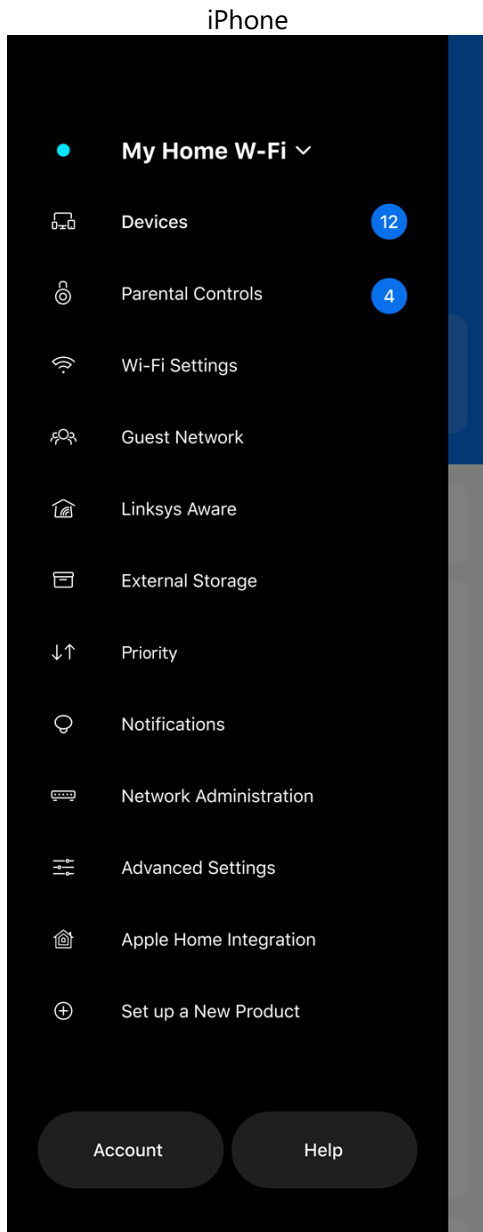 iPhone
My Home W-Fi
Devices
12
Parental Controls
4
Wi-Fi Settings
Guest Network
Linksys Aware
External Storage
Priority
Notifications
Network Administration
Advanced Settings
Apple Home Integration
Set up a New Product
Account
Help